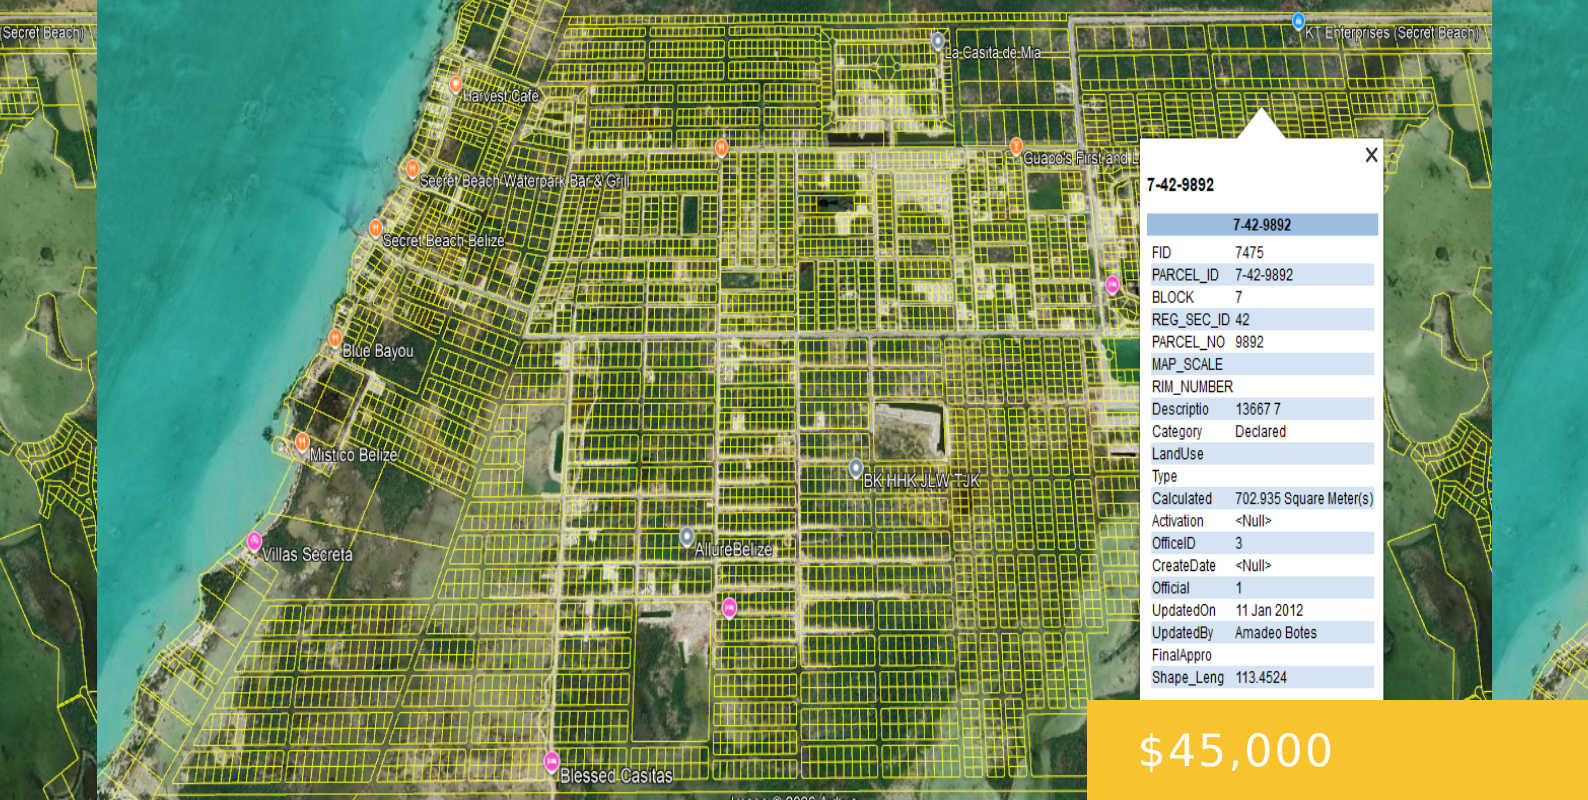 (Secret Beach)
KT Enterprises (Secret Beach)
La Casita de Mia
Harvest Café
Guapo's First and L
Secret Beach Waterpark Bar & Grill
Secret Beach Belize
Blue Bayou
Mistico Belize
BK HHK JLW TJK
AllureBelize
Villas Secreta
Blessed Casitas
7-42-9892
7-42-9892
FID 7475
PARCEL_ID 7-42-9892
BLOCK 7
REG_SEC_ID 42
PARCEL_NO 9892
MAP_SCALE
RIM_NUMBER
Descriptio 13667 7
Category Declared
LandUse
Type
Calculated 702.935 Square Meter(s)
Activation <Null>
OfficeID 3
CreateDate <Null>
Official 1
UpdatedOn 11 Jan 2012
UpdatedBy Amadeo Botes
FinalAppro
Shape_Leng 113.4524
$45,000